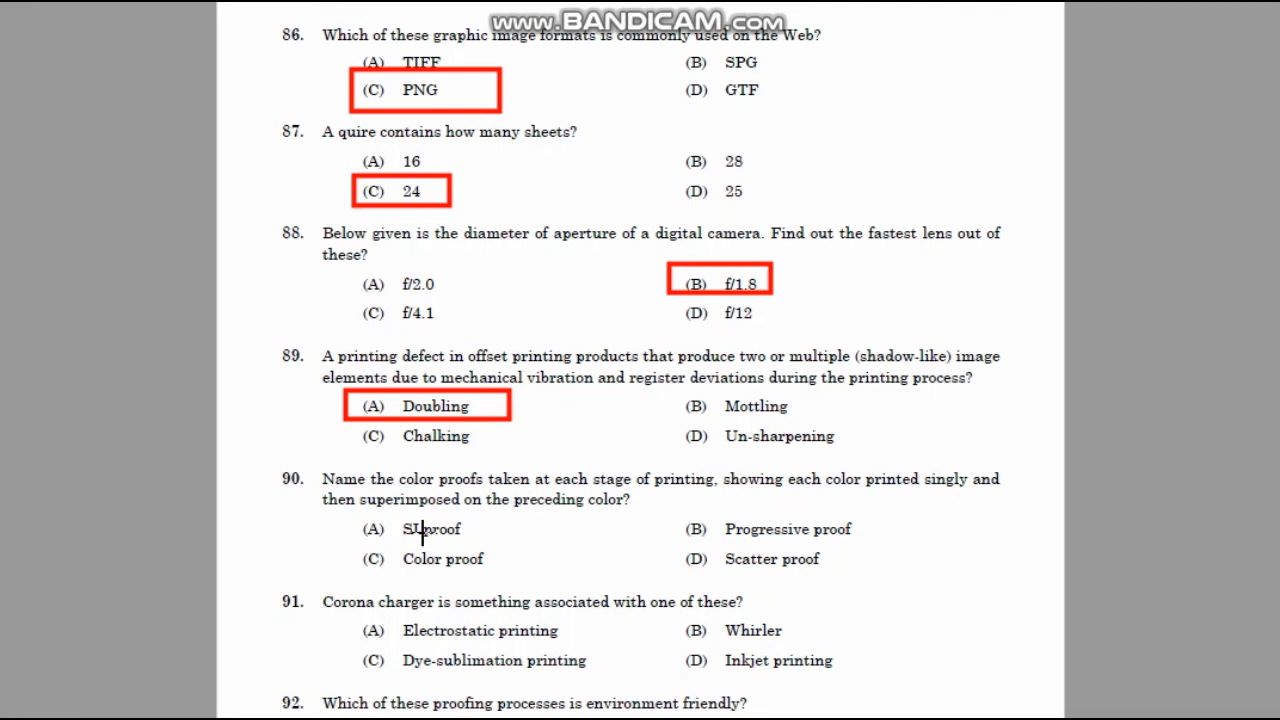 www.BANDICAM.com
86. Which of these graphic image formats is commonly used on the Web?
(A) TIFF (B) SPG
(C) PNG (D) GTF
87. A quire contains how many sheets?
(A) 16 (B) 28
(C) 24 (D) 25
88. Below given is the diameter of aperture of a digital camera. Find out the fastest lens out of
these?
(A) f/2.0 (B) f/1.8
(C) f/4.1 (D) f/12
89. A printing defect in offset printing products that produce two or multiple (shadow-like) image
elements due to mechanical vibration and register deviations during the printing process?
(A) Doubling (B) Mottling
(C) Chalking (D) Un-sharpening
90. Name the color proofs taken at each stage of printing, showing each color printed singly and
then superimposed on the preceding color?
(A) proof (B) Progressive proof
(C) Color proof (D) Scatter proof
91. Corona charger is something associated with one of these?
(A) Electrostatic printing (B) Whirler
(C) Dye-sublimation printing (D) Inkjet printing
92. Which of these proofing processes is environment friendly?